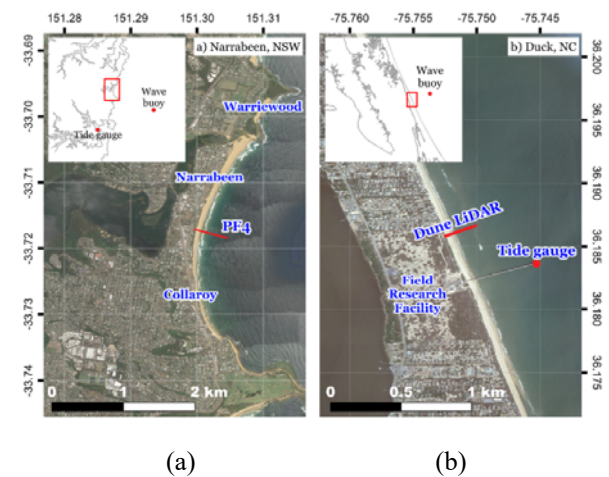 151.28 151.29 151.30 151.31
-33.69
-33.70
-33.71
-33.72
-33.73
-33.74
a) Narrabeen, NSW
Wave
buoy
Tide gauge
Warriewood
Narrabeen
PF4
Collaroy
0 1 2 km
(a)
-75.760 -75.755 -75.750 -75.745
b) Duck, NC
Wave
buoy
Dune LiDAR
Tide gauge
Field
Research
Facility
0 0.5 1 km
36.200
36.195
36.190
36.185
36.180
36.175
(b)